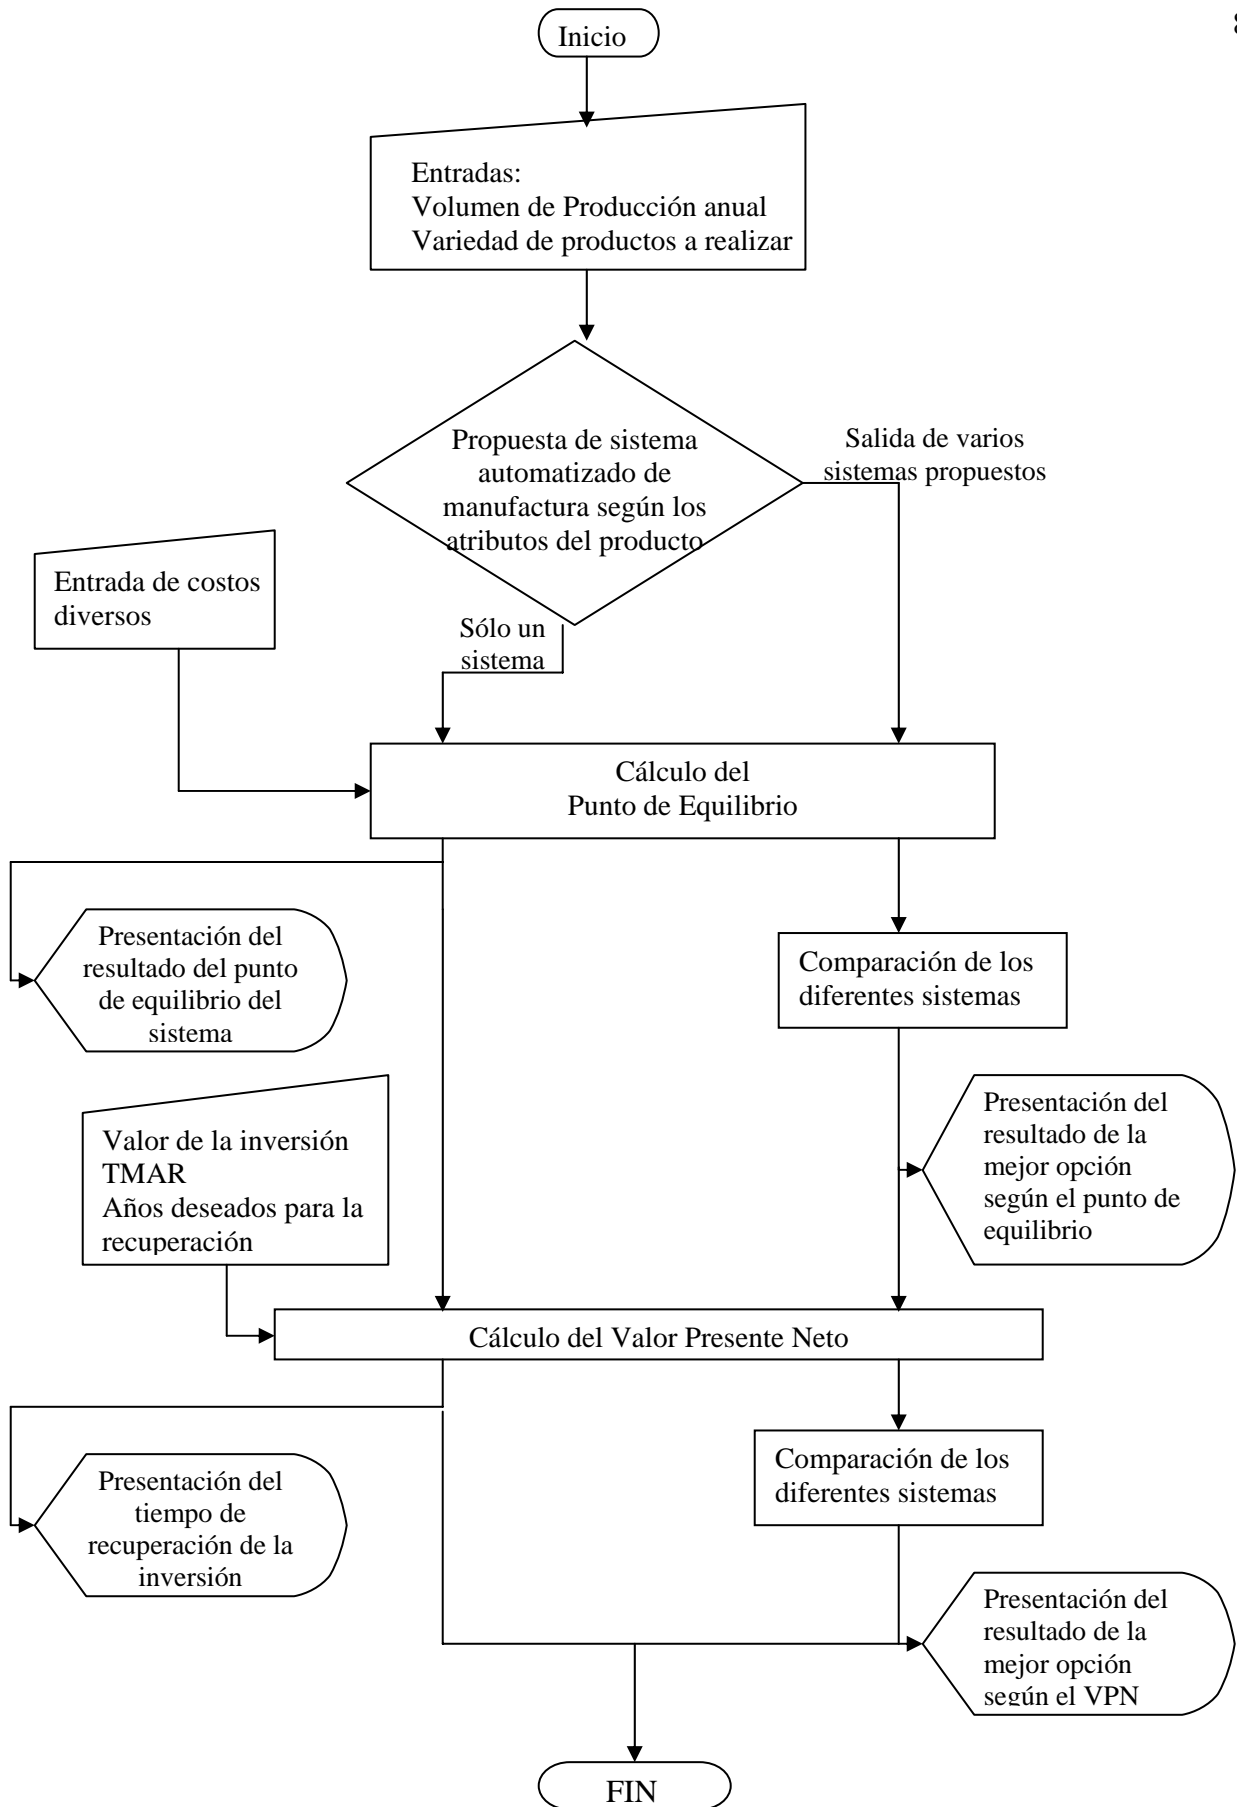 Inicio
Entradas:
Volumen de Producción anual
Variedad de productos a realizar
Propuesta de sistema
automatizado de
manufactura según los
atributos del producto
Salida de varios
sistemas propuestos
Entrada de costos
diversos
Sólo un
sistema
Cálculo del
Punto de Equilibrio
Presentación del
resultado del punto
de equilibrio del
sistema
Comparación de los
diferentes sistemas
Valor de la inversión
TMAR
Años deseados para la
recuperación
Presentación del
resultado de la
mejor opción
según el punto de
equilibrio
Cálculo del Valor Presente Neto
Presentación del
tiempo de
recuperación de la
inversión
Comparación de los
diferentes sistemas
Presentación del
resultado de la
mejor opción
según el VPN
FIN